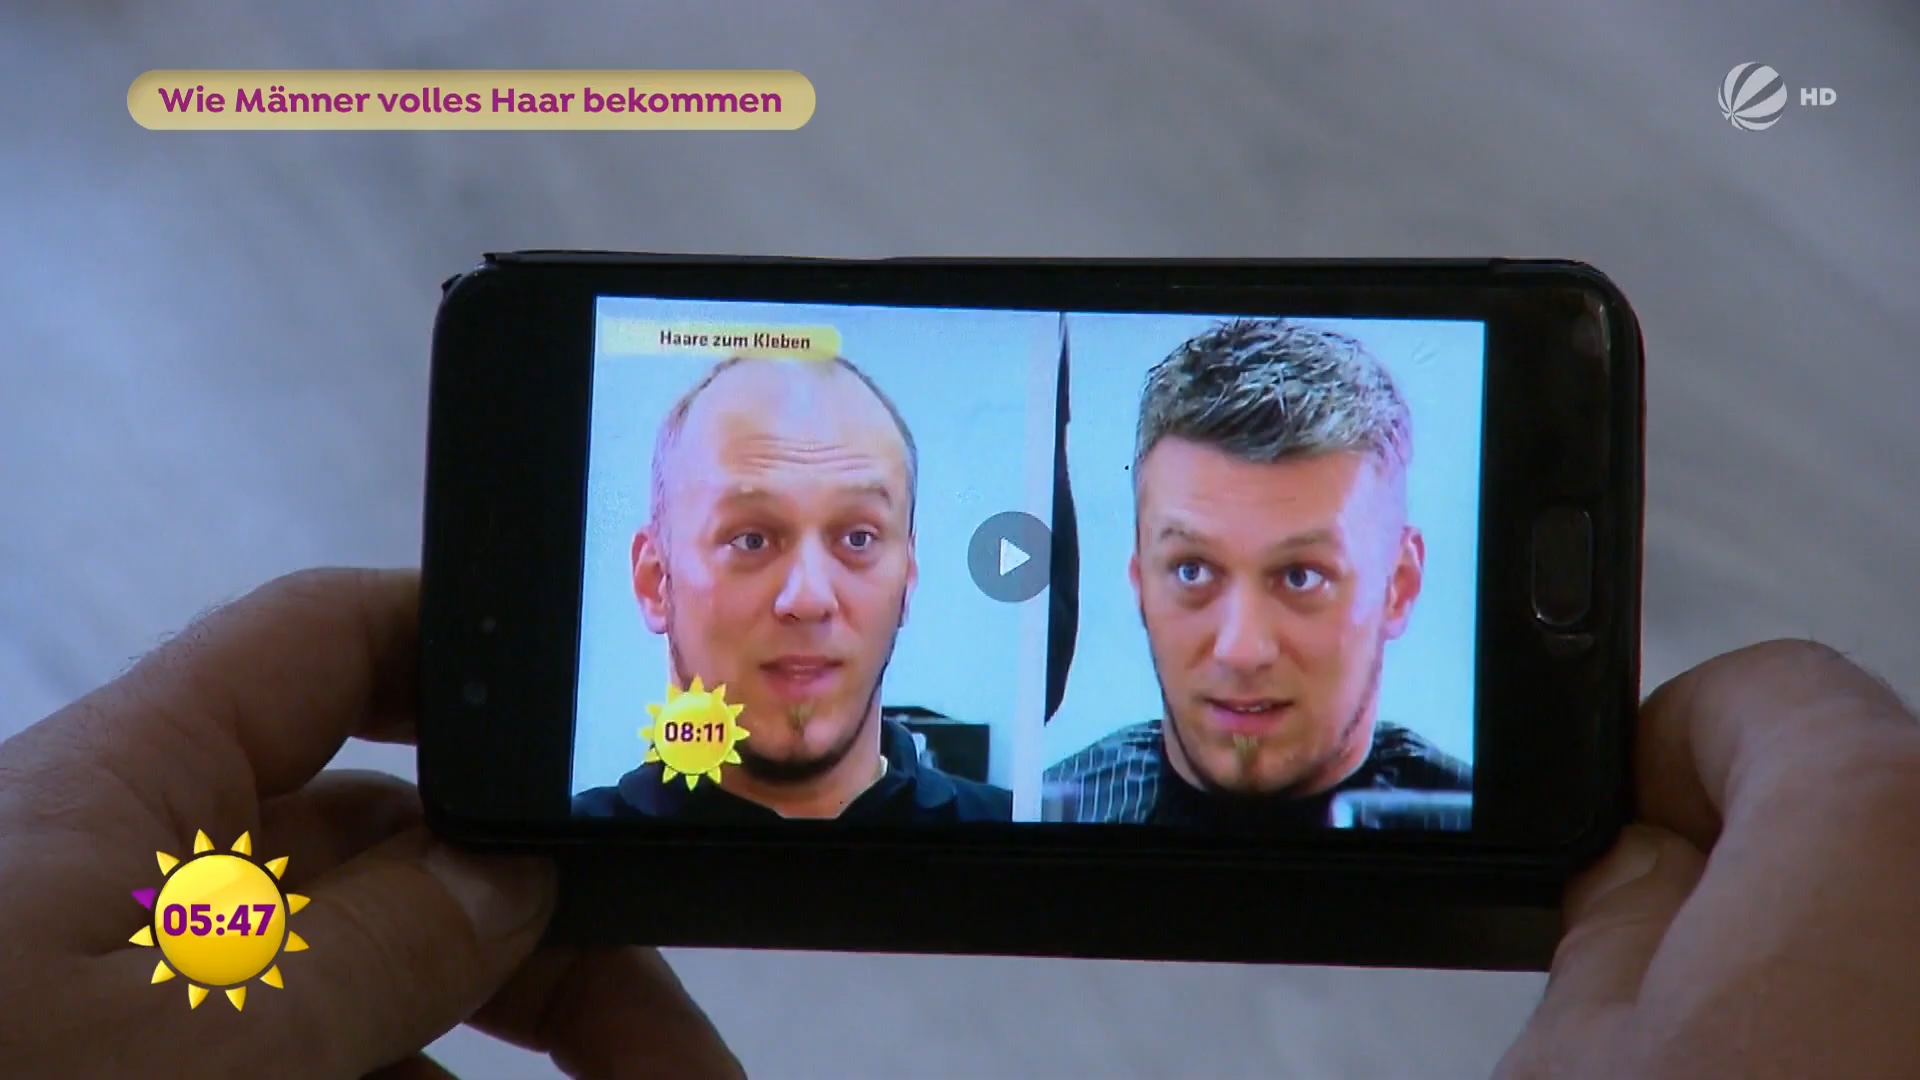 Wie Männer volles Haar bekommen
HD
Haare zum Kleben
08:11
05:47